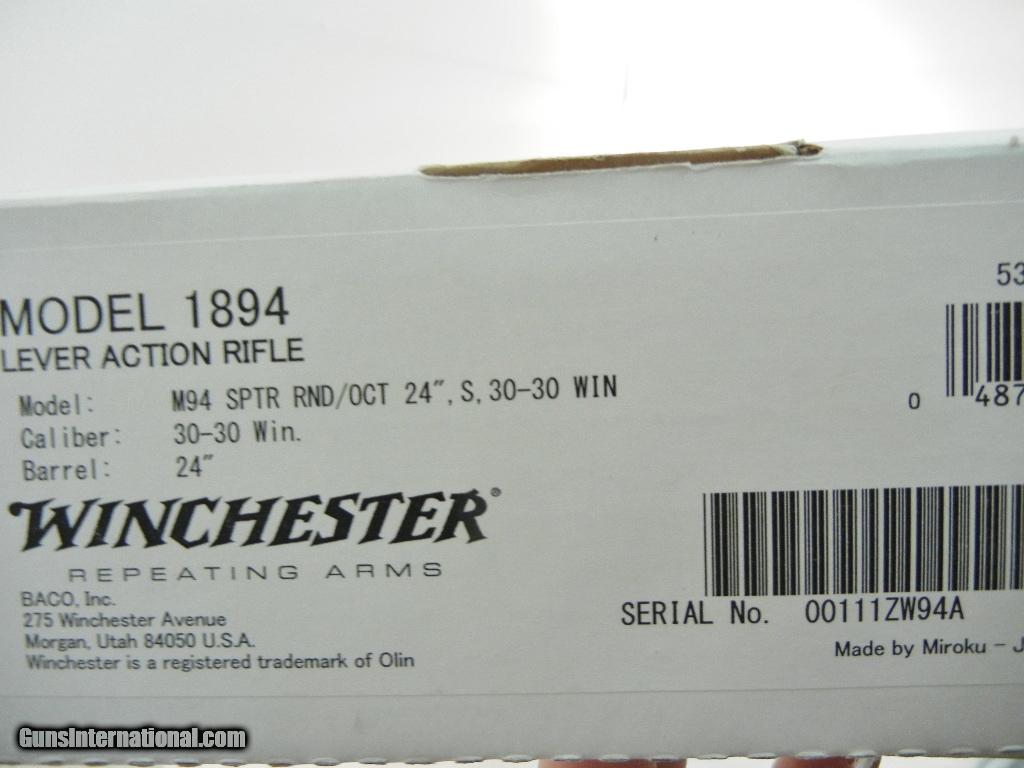 MODEL 1894
LEVER ACTION RIFLE
Model: M94 SPTR RND/OCT 24", S, 30-30 WIN
Caliber: 30-30 Win.
Barrel: 24"
WINCHESTER®
REPEATING ARMS
BACO, Inc.
275 Winchester Avenue
Morgan, Utah 84050 U.S.A.
Winchester is a registered trademark of Olin
53
0 487
SERIAL No. 00111ZW94A
Made by Miroku - J
GunsInternational.com